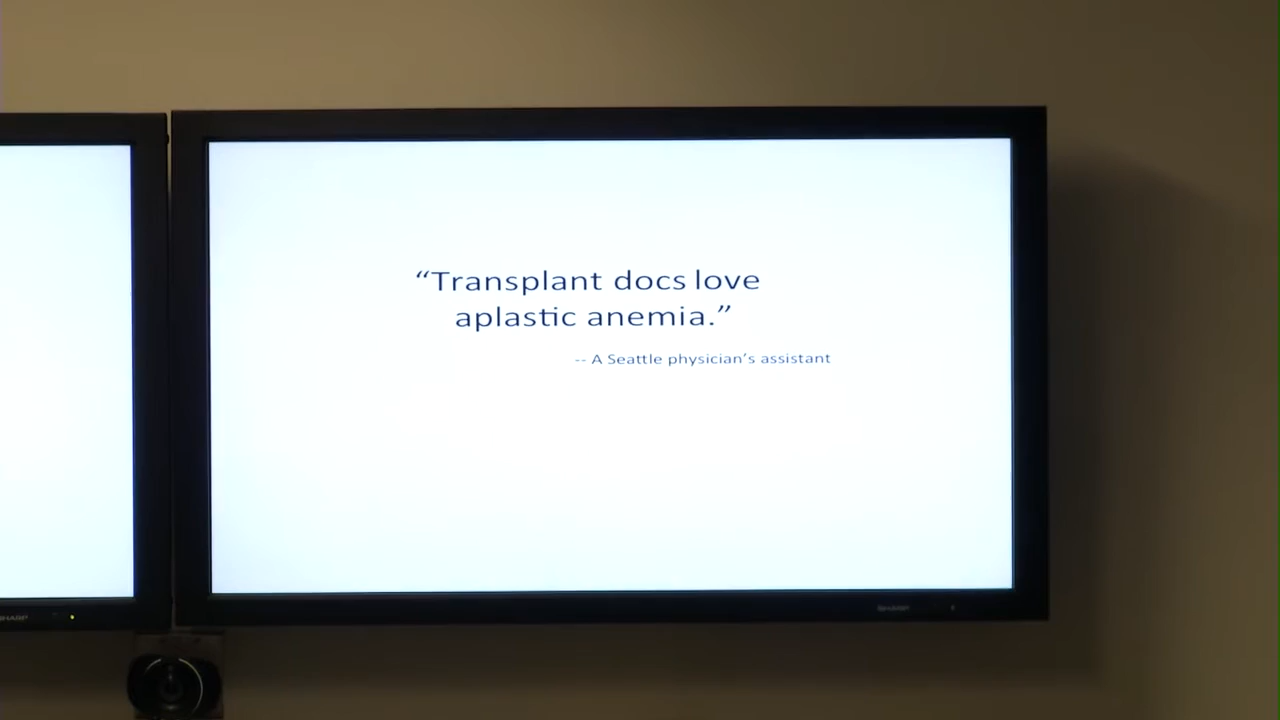 “Transplant docs love
aplastic anemia.”
-- A Seattle physician’s assistant